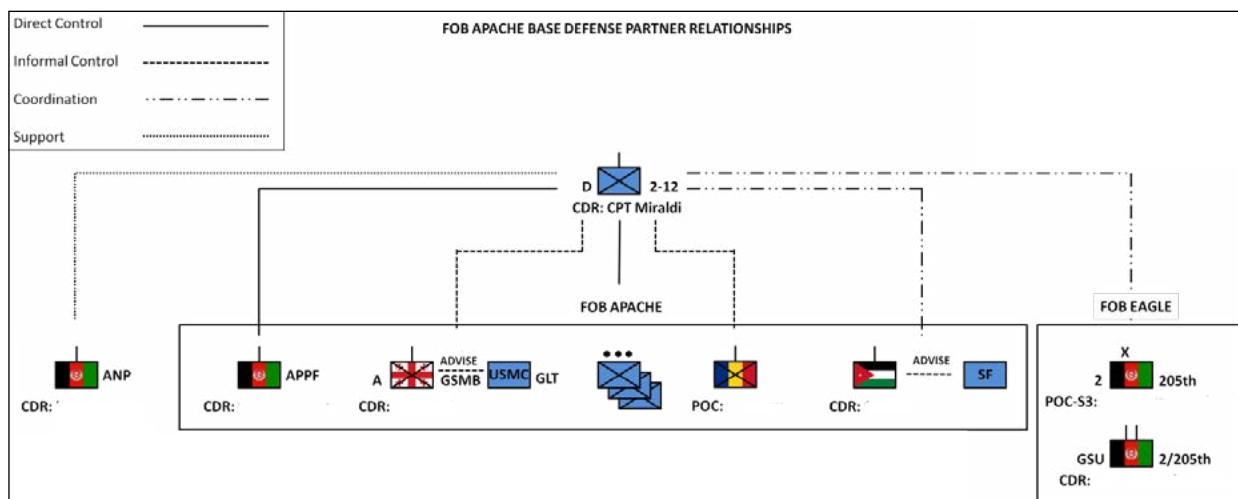 Direct Control
FOB APACHE BASE DEFENSE PARTNER RELATIONSHIPS
Informal Control
Coordination
Support
D 2-12
CDR: CPT Miraldi
FOB APACHE
FOB EAGLE
ANP
CDR:
APPF
CDR:
A ADVISE GSMB USMC GLT
CDR:
POC:
ADVISE SF
CDR:
X
2 205th
POC-S3:
GSU 2/205th
CDR: